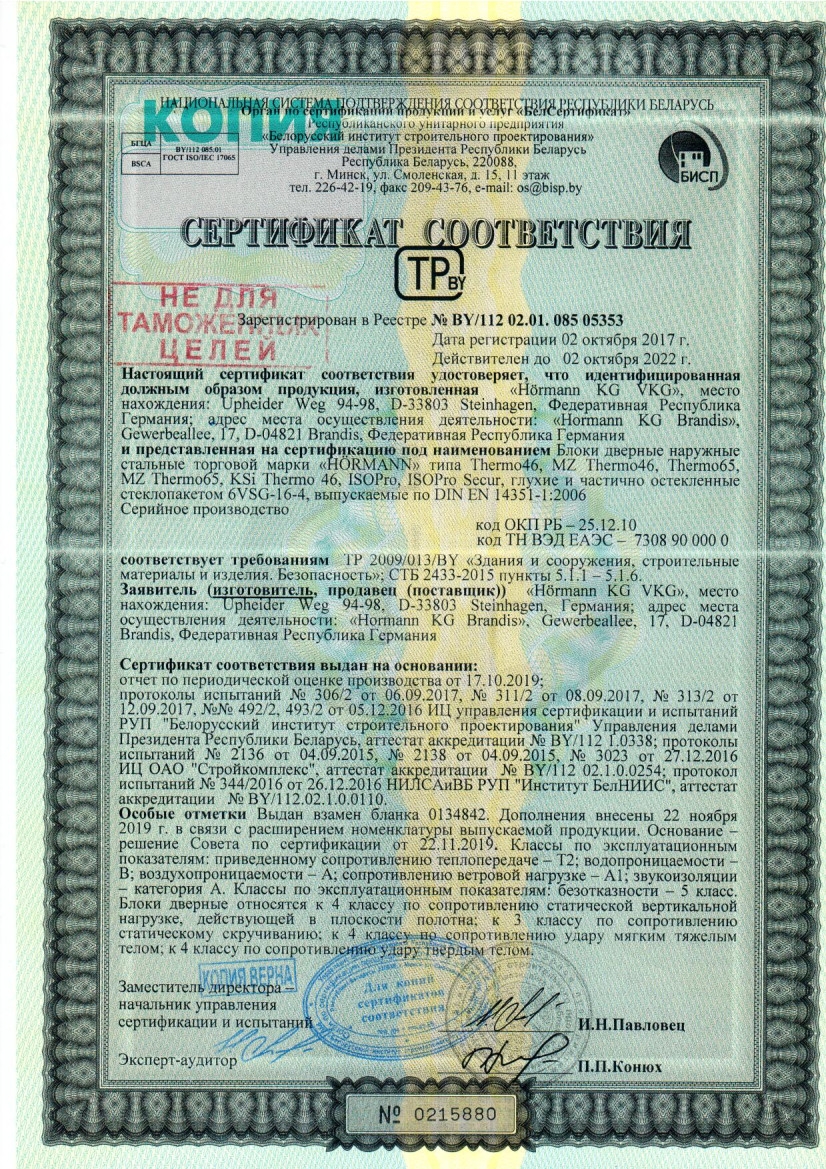 НАЦИОНАЛЬНАЯ СИСТЕМА ПОДТВЕРЖДЕНИЯ СООТВЕТСТВИЯ РЕСПУБЛИКИ БЕЛАРУСЬ
КОПИЯ
Орган по сертификации продукции и услуг «БелСертификат»
Республиканского унитарного предприятия
«Белорусский институт строительного проектирования»
Управления делами Президента Республики Беларусь
Республика Беларусь, 220088,
г. Минск, ул. Смоленская, д. 15, 11 этаж
тел. 226-42-19, факс 209-43-76, e-mail: os@bisp.by
БГЦА
BSCA
BY/112 085.01
ГОСТ ISO/IEC 17065
БИСП
СЕРТИФИКАТ СООТВЕТСТВИЯ
ТР BY
НЕ ДЛЯ
ТАМОЖЕННЫХ
ЦЕЛЕЙ
Зарегистрирован в Реестре № BY/112 02.01. 085 05353
Дата регистрации 02 октября 2017 г.
Действителен до 02 октября 2022 г.
Настоящий сертификат соответствия удостоверяет, что идентифицированная
должным образом продукция, изготовленная «Hörmann KG VKG», место
нахождения: Upheider Weg 94-98, D-33803 Steinhagen, Федеративная Республика
Германия; адрес места осуществления деятельности: «Hormann KG Brandis»,
Gewerbeallee, 17, D-04821 Brandis, Федеративная Республика Германия
и представленная на сертификацию под наименованием Блоки дверные наружные
стальные торговой марки «HÖRMANN» типа Thermo46, MZ Thermo46, Thermo65,
MZ Thermo65, KSi Thermo 46, ISOPro, ISOPro Secur, глухие и частично остекленные
стеклопакетом 6VSG-16-4, выпускаемые по DIN EN 14351-1:2006
Серийное производство
код ОКП РБ – 25.12.10
код ТН ВЭД ЕАЭС – 7308 90 000 0
соответствует требованиям ТР 2009/013/BY «Здания и сооружения, строительные
материалы и изделия. Безопасность»; СТБ 2433-2015 пункты 5.1.1 – 5.1.6.
Заявитель (изготовитель, продавец (поставщик)) «Hörmann KG VKG», место
нахождения: Upheider Weg 94-98, D-33803 Steinhagen, Германия; адрес места
осуществления деятельности: «Hormann KG Brandis», Gewerbeallee, 17, D-04821
Brandis, Федеративная Республика Германия
Сертификат соответствия выдан на основании:
отчет по периодической оценке производства от 17.10.2019;
протоколы испытаний № 306/2 от 06.09.2017, № 311/2 от 08.09.2017, № 313/2 от
12.09.2017, №№ 492/2, 493/2 от 05.12.2016 ИЦ управления сертификации и испытаний
РУП "Белорусский институт строительного проектирования" Управления делами
Президента Республики Беларусь, аттестат аккредитации № BY/112 1.0338; протоколы
испытаний № 2136 от 04.09.2015, № 2138 от 04.09.2015, № 3023 от 27.12.2016
ИЦ ОАО "Стройкомплекс", аттестат аккредитации № BY/112 02.1.0.0254; протокол
испытаний № 344/2016 от 26.12.2016 НИЛСАиВБ РУП "Институт БелНИИС", аттестат
аккредитации № BY/112.02.1.0.0110.
Особые отметки Выдан взамен бланка 0134842. Дополнения внесены 22 ноября
2019 г. в связи с расширением номенклатуры выпускаемой продукции. Основание –
решение Совета по сертификации от 22.11.2019. Классы по эксплуатационным
показателям: приведенному сопротивлению теплопередаче – Т2; водопроницаемости –
В; воздухопроницаемости – А; сопротивлению ветровой нагрузке – А1; звукоизоляции
– категория А. Классы по эксплуатационным показателям: безотказности – 5 класс.
Блоки дверные относятся к 4 классу по сопротивлению статической вертикальной
нагрузке, действующей в плоскости полотна; к 3 классу по сопротивлению
статическому скручиванию; к 4 классу по сопротивлению удару мягким тяжелым
телом; к 4 классу по сопротивлению удару твердым телом.
КОПИЯ ВЕРНА
Для копий
сертификатов
соответствия
Заместитель директора –
начальник управления
сертификации и испытаний
И.Н.Павловец
Эксперт-аудитор
П.П.Конюх
№ 0215880